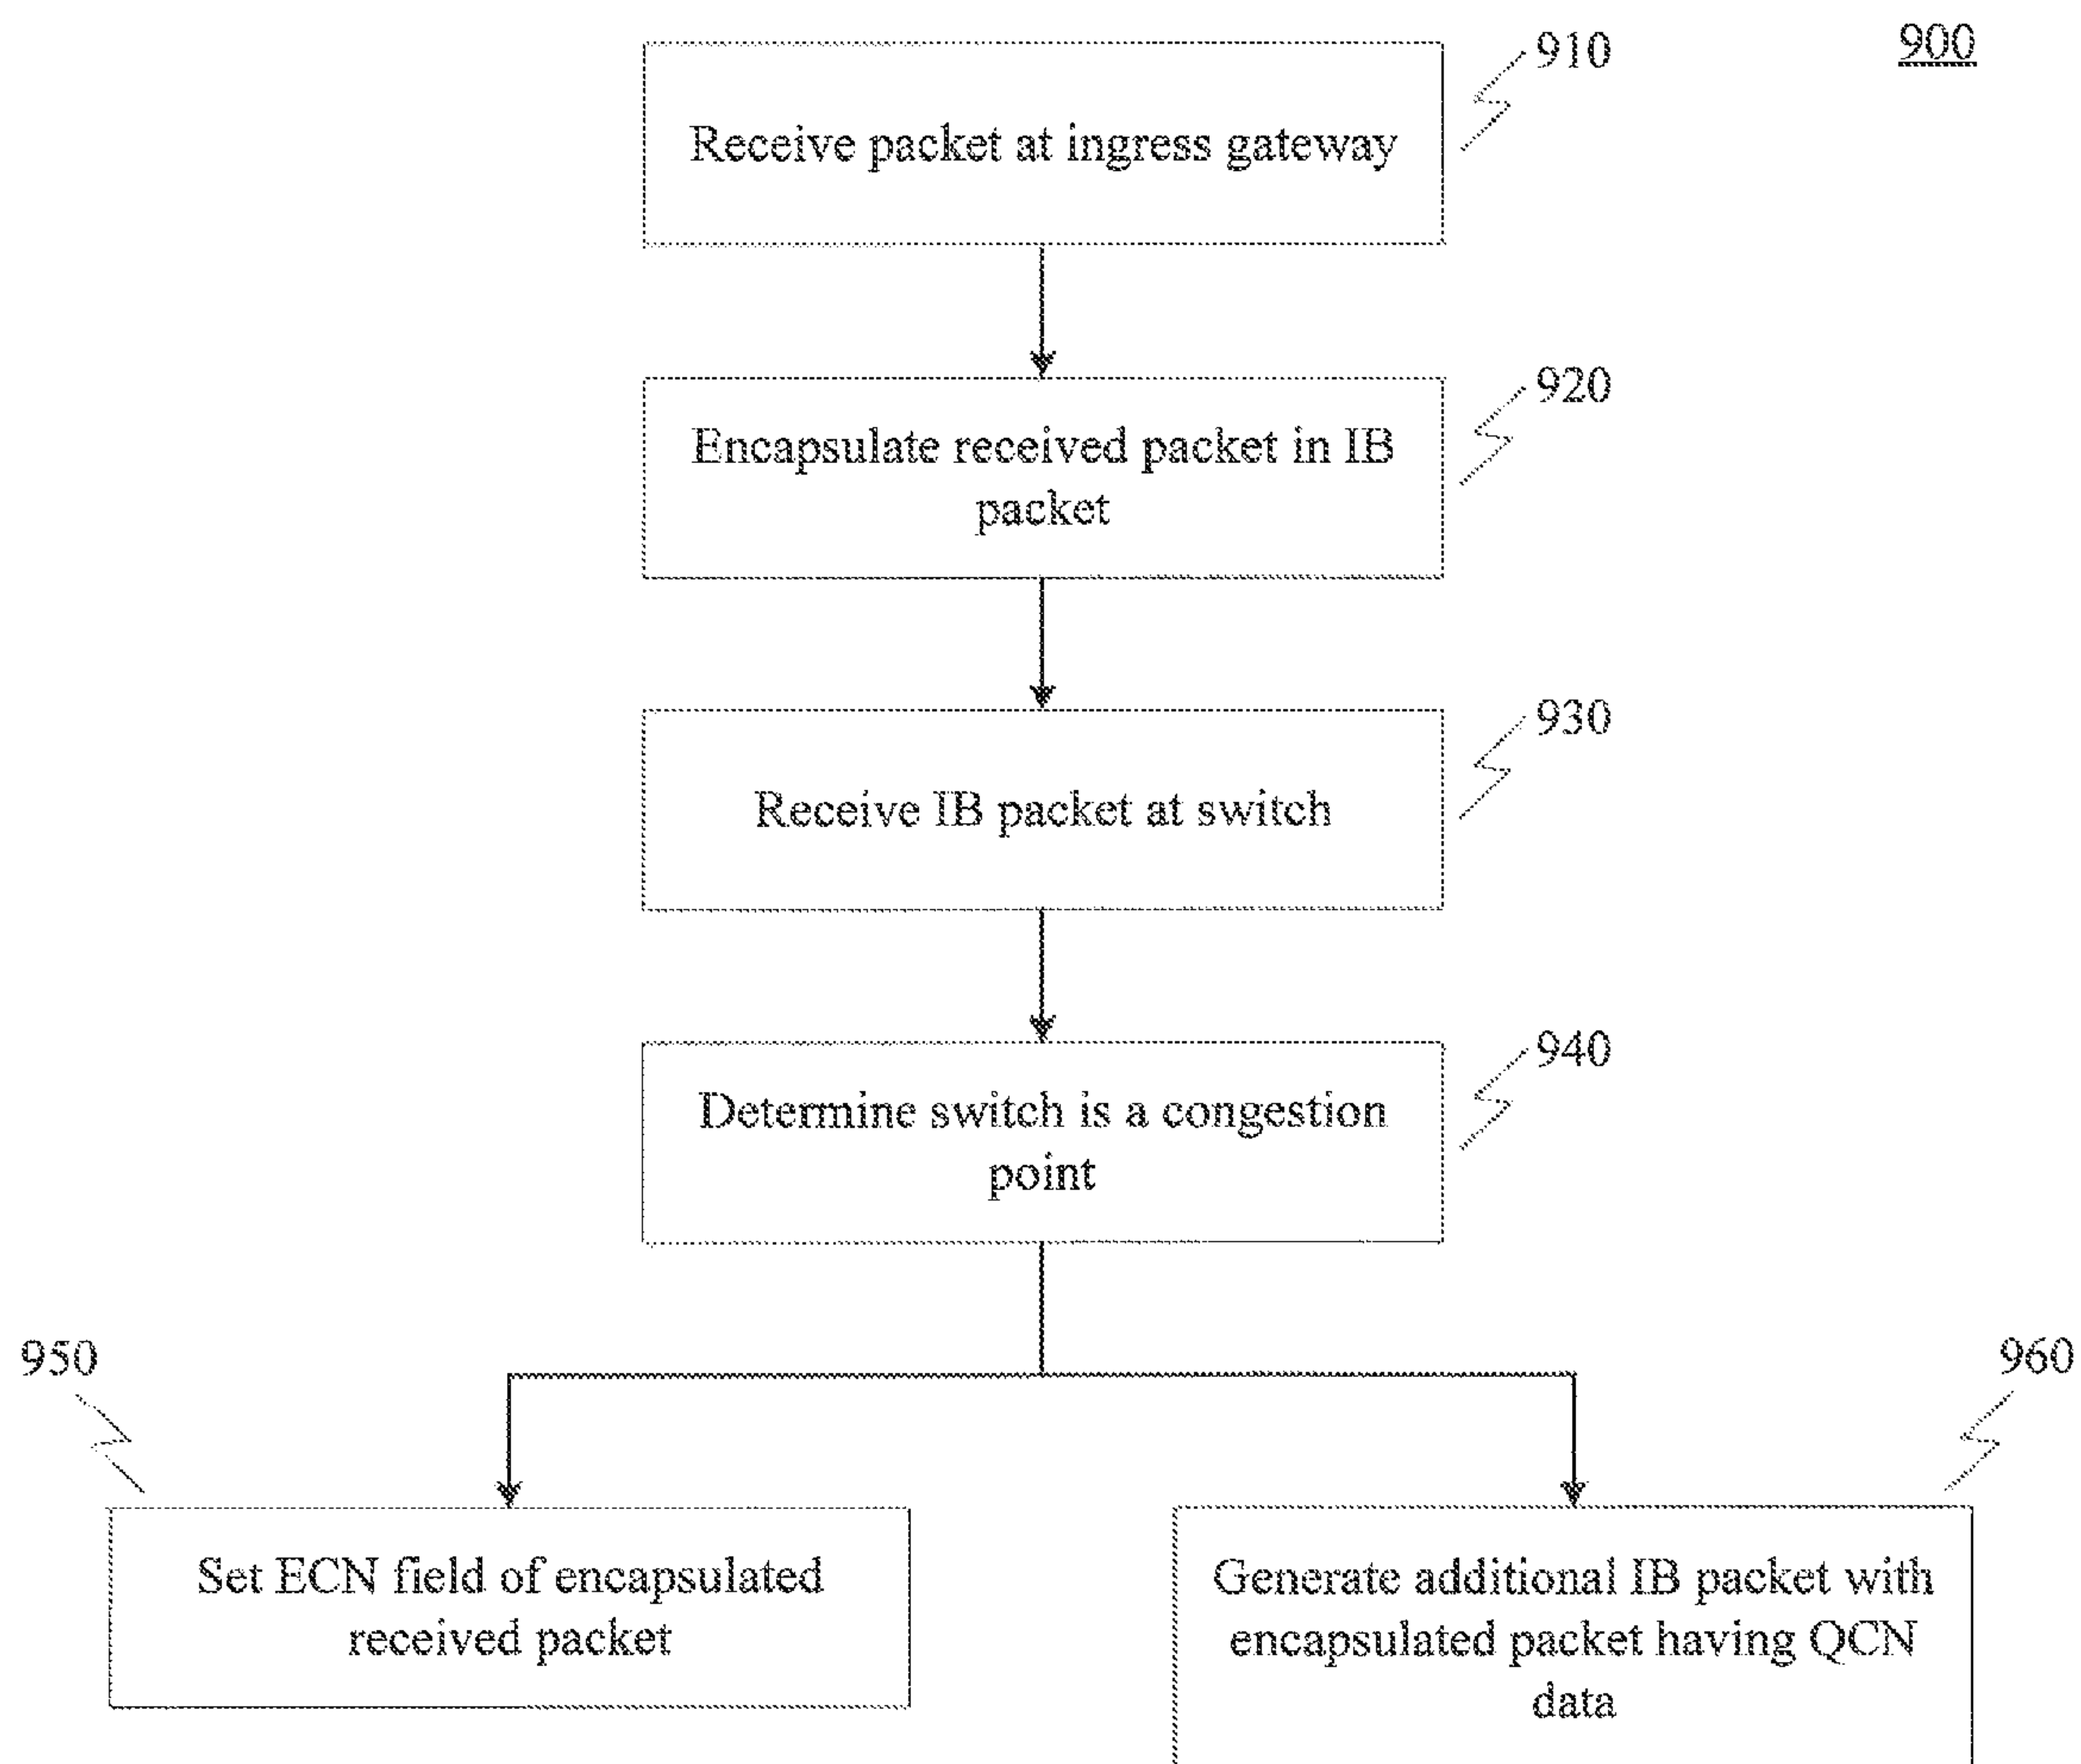 900
910
Receive packet at ingress gateway
920
Encapsulate received packet in IB
packet
930
Receive IB packet at switch
940
Determine switch is a congestion
point
950
960
Set ECN field of encapsulated
received packet
Generate additional IB packet with
encapsulated packet having QCN
data